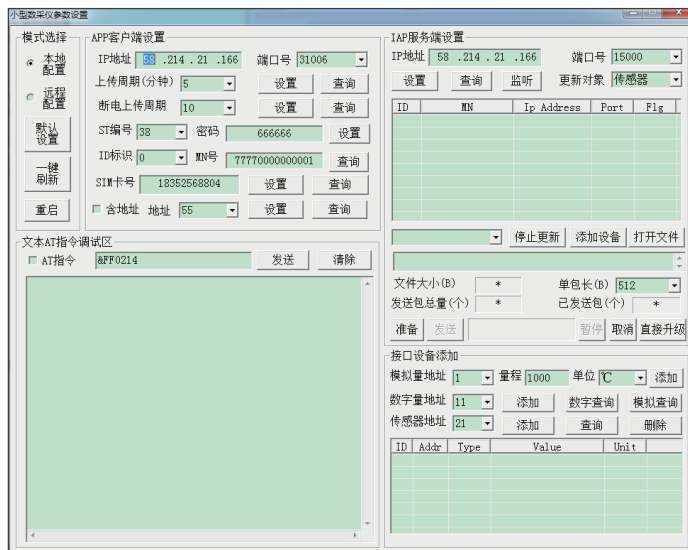 小型数采仪参数设置
模式选择
本地配置
远程配置
默认设置
一键刷新
重启
APP客户端设置
IP地址 58 .214 . 21 .166 端口号 31006
上传周期(分钟) 5 设置 查询
断电上传周期 10 设置 查询
ST编号 38 密码 666666 设置
ID标识 0 MN号 77770000000001 查询
SIM卡号 18352568804 设置 查询
含地址 地址 55 设置 查询
文本AT指令调试区
AT指令 &FF0214 发送 清除
IAP服务端设置
IP地址 58 .214 . 21 .166 端口号 15000
设置 查询 监听 更新对象 传感器
ID MN Ip Address Port Flg
停止更新 添加设备 打开文件
文件大小(B) * 单包长(B) 512
发送包总量(个) * 已发送包(个) *
准备 发送 暂停 取消 直接升级
接口设备添加
模拟量地址 1 量程 1000 单位 ℃ 添加
数字量地址 11 添加 数字查询 模拟查询
传感器地址 21 添加 查询 删除
ID Addr Type Value Unit